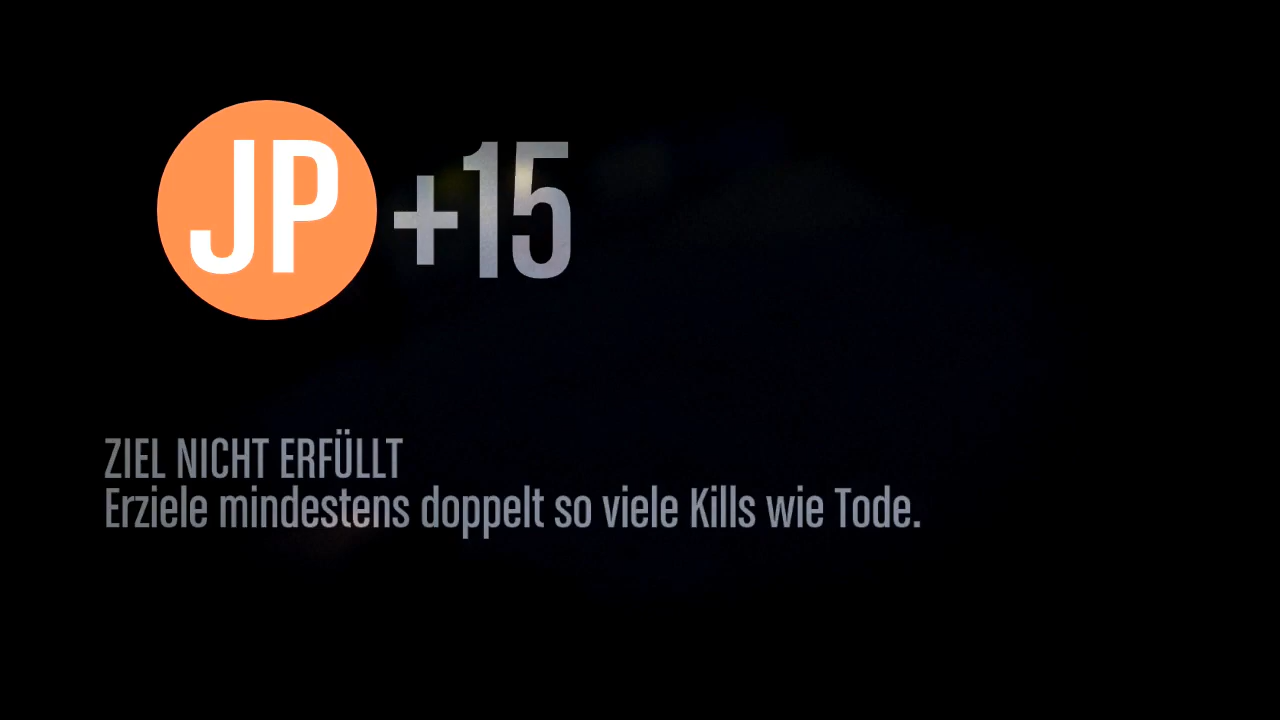 JP +15
ZIEL NICHT ERFÜLLT
Erziele mindestens doppelt so viele Kills wie Tode.